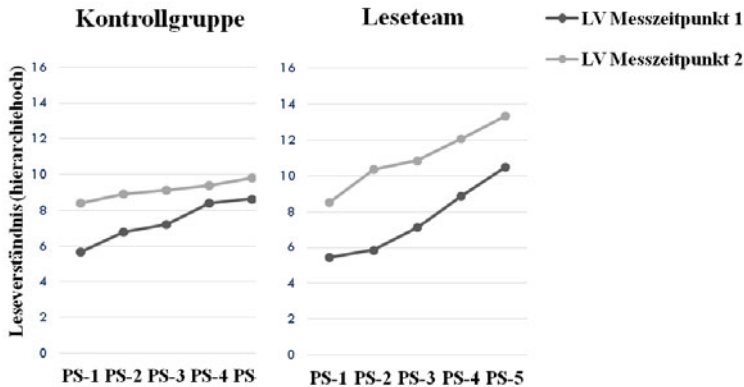 Kontrollgruppe
Leseteam
LV Messzeitpunkt 1
LV Messzeitpunkt 2
Leseverständnis (hierarchiehoch)
16
14
12
10
8
6
4
2
0
PS-1 PS-2 PS-3 PS-4 PS-
16
14
12
10
8
6
4
2
0
PS-1 PS-2 PS-3 PS-4 PS-5